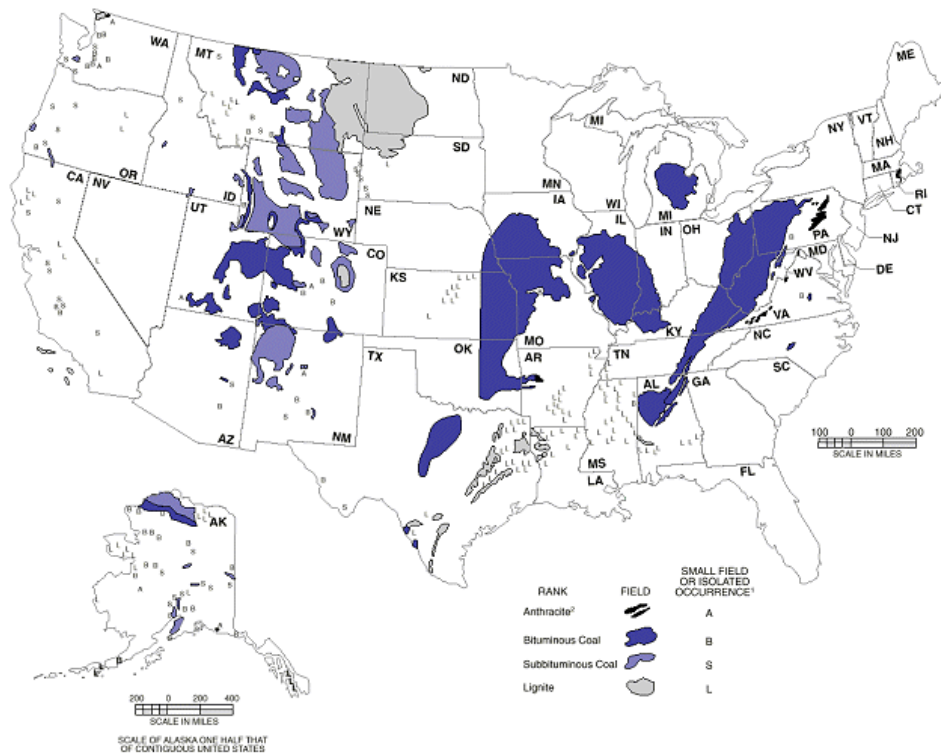 WA
MT
ND
ME
MI
NY
VT
NH
SD
OR
ID
MN
IA
WI
MA
RI
CT
CA
NV
UT
NE
WY
IL
MI
IN
OH
PA
NJ
CO
KS
MD
WV
DE
MO
KY
VA
OK
AR
TN
NC
TX
SC
AL
GA
AZ
NM
MS
LA
FL
100 0 100 200
SCALE IN MILES
AK
200 0 200 400
SCALE IN MILES
SCALE OF ALASKA ONE HALF THAT
OF CONTIGUOUS UNITED STATES
RANK FIELD SMALL FIELD
OR ISOLATED
OCCURRENCE¹
Anthracite² A
Bituminous Coal B
Subbituminous Coal S
Lignite L